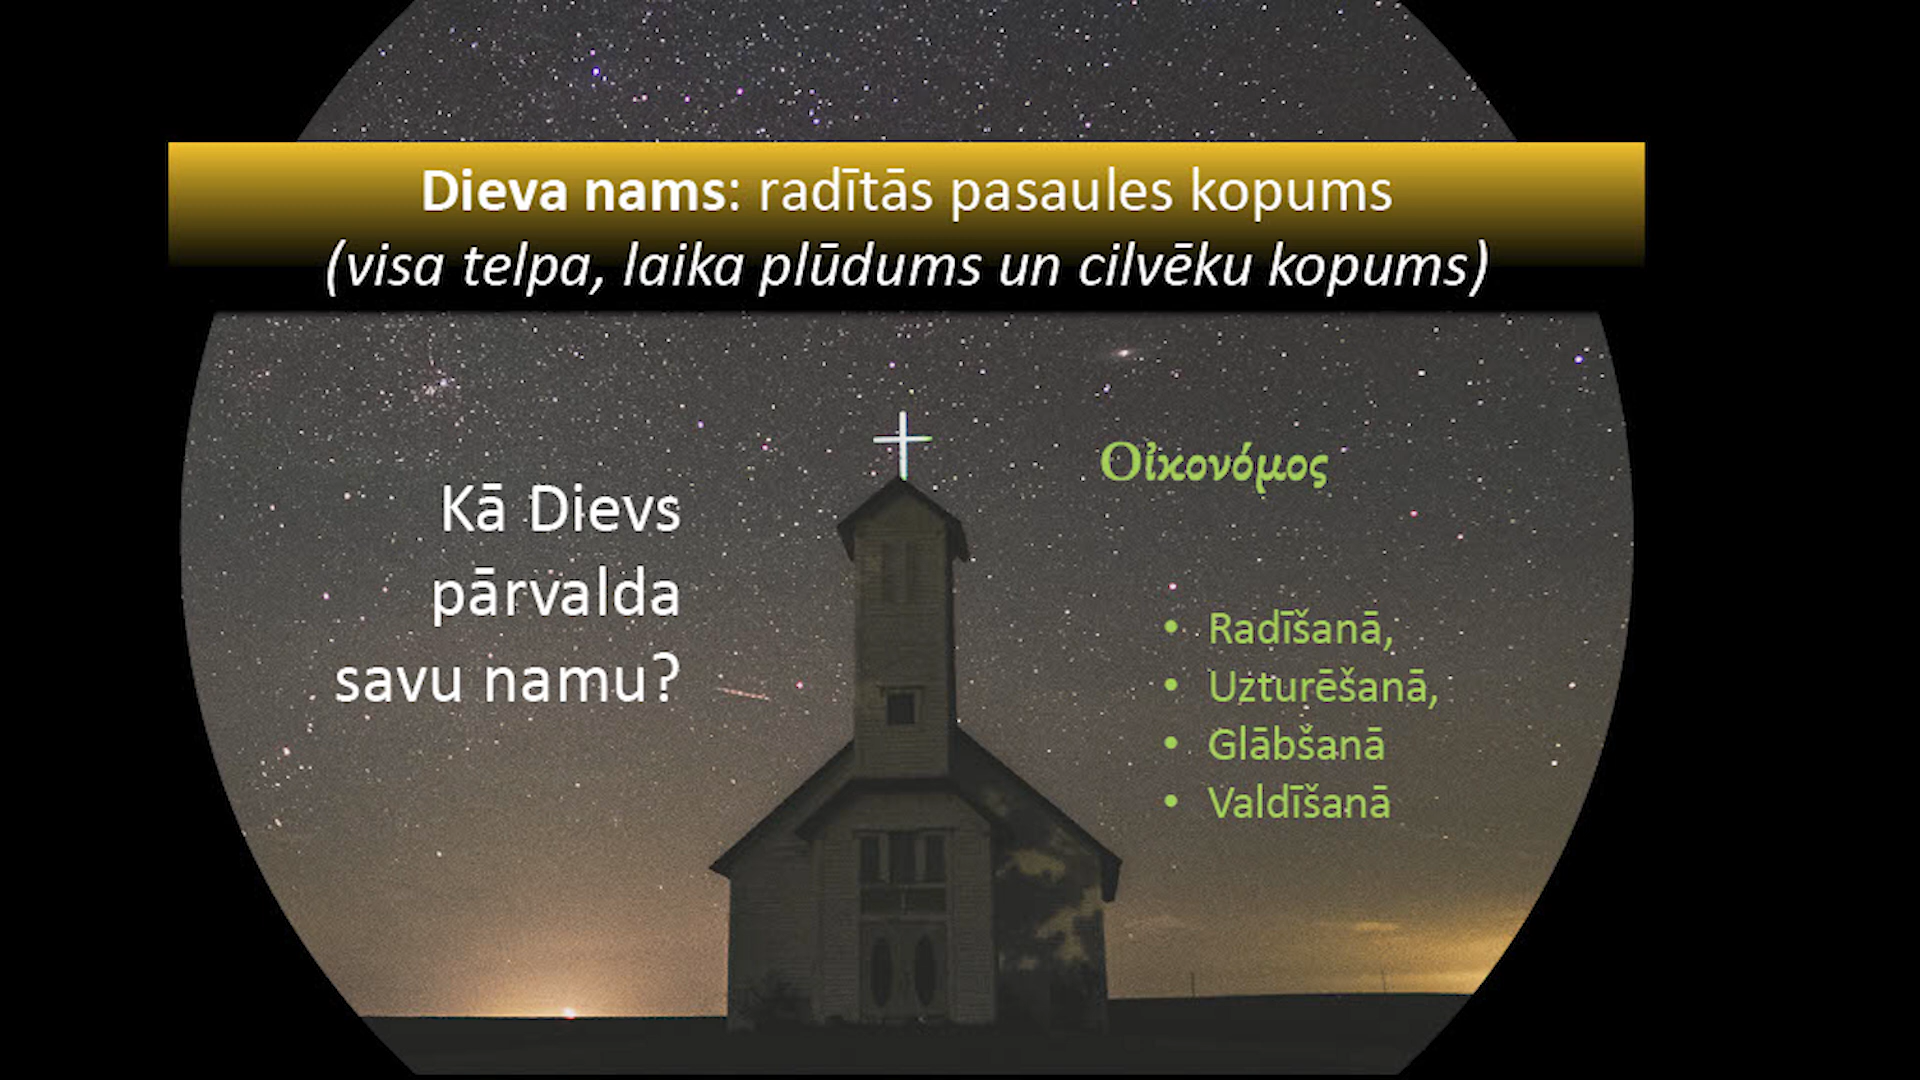 Dieva nams: radītās pasaules kopums
(visa telpa, laika plūdums un cilvēku kopums)
Kā Dievs
pārvalda
savu namu?
Οἰκονόμος
• Radīšanā,
• Uzturēšanā,
• Glābšanā
• Valdīšanā